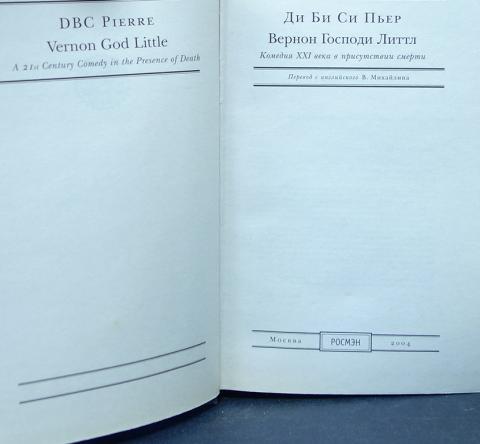 DBC Pierre
Vernon God Little
A 21st Century Comedy in the Presence of Death
Ди Би Си Пьер
Вернон Господи Литтл
Комедия XXI века в присутствии смерти
Перевод с английского В. Михайлина
Москва РОСМЭН 2004